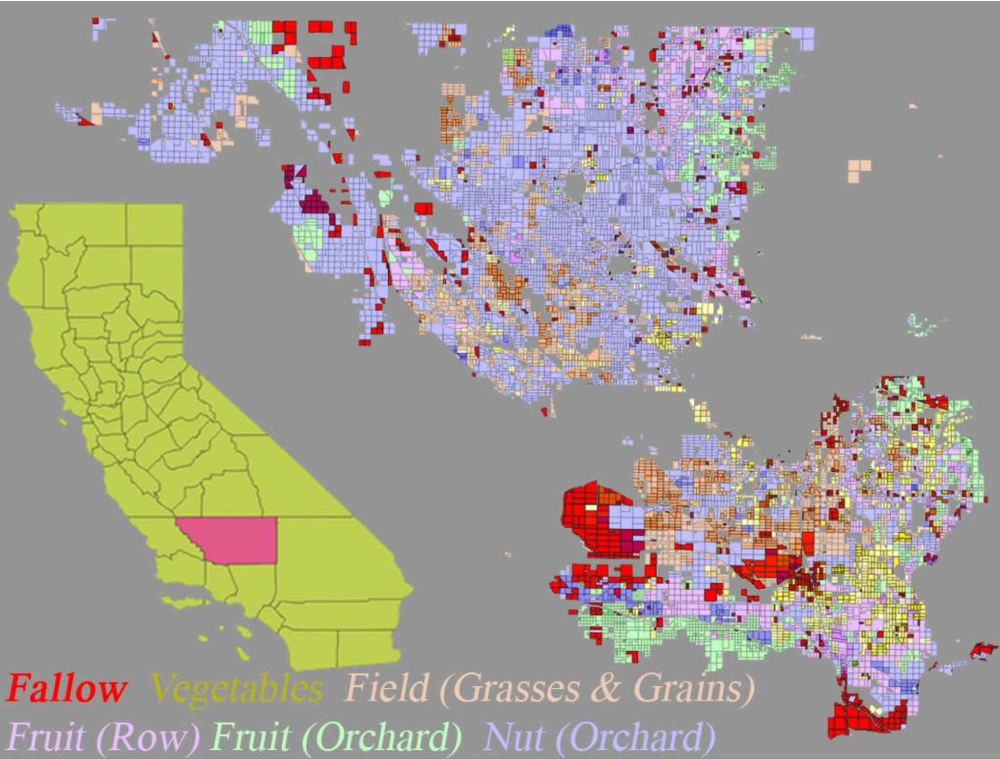 Fallow Vegetables Field (Grasses & Grains)
Fruit (Row) Fruit (Orchard) Nut (Orchard)